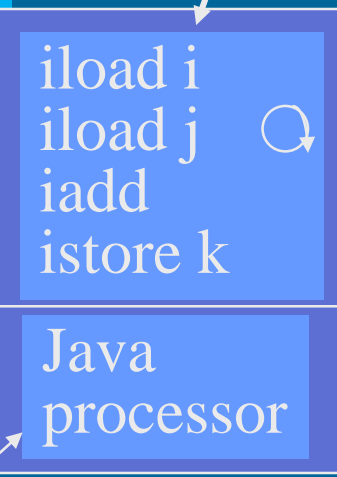 iload i
iload j
iadd
istore k
Java
processor